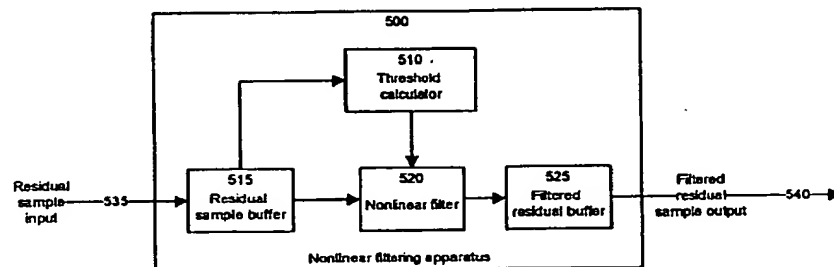 500
510
Threshold
calculator
515
Residual
sample buffer
520
Nonlinear filter
525
Filtered
residual buffer
Residual
sample
input
535
Filtered
residual
sample output
540
Nonlinear filtering apparatus